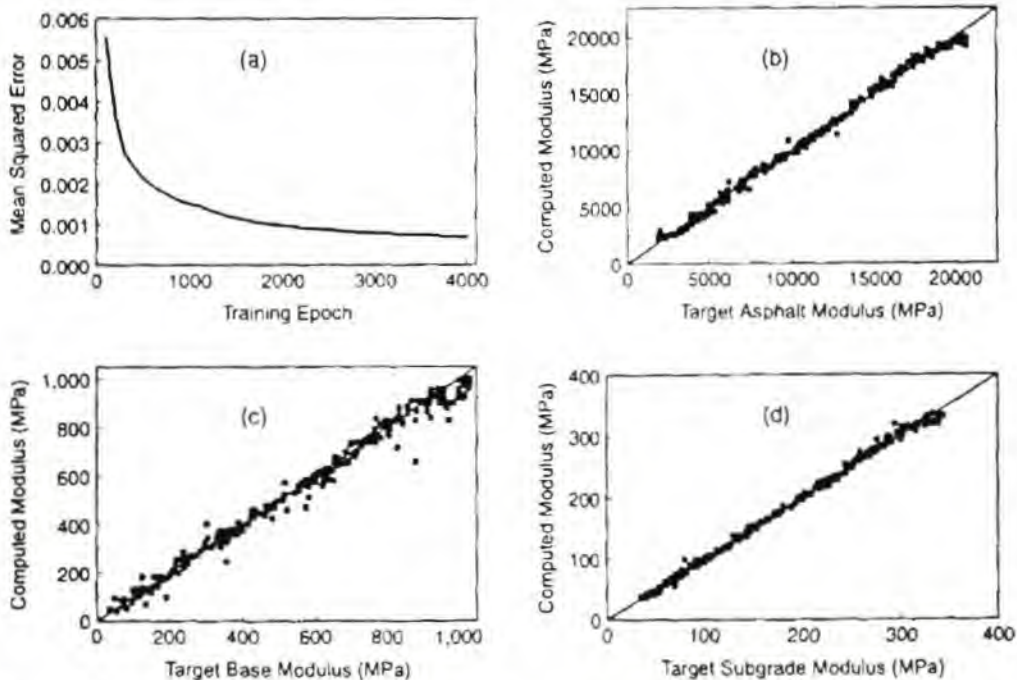 0.006
0.005
0.004
0.003
0.002
0.001
0.000
Mean Squared Error
(a)
0 1000 2000 3000 4000
Training Epoch
20000
15000
10000
5000
0
Computed Modulus (MPa)
(b)
0 5000 10000 15000 20000
Target Asphalt Modulus (MPa)
1,000
800
600
400
200
0
Computed Modulus (MPa)
(c)
0 200 400 600 800 1,000
Target Base Modulus (MPa)
400
300
200
100
0
Computed Modulus (MPa)
(d)
0 100 200 300 400
Target Subgrade Modulus (MPa)